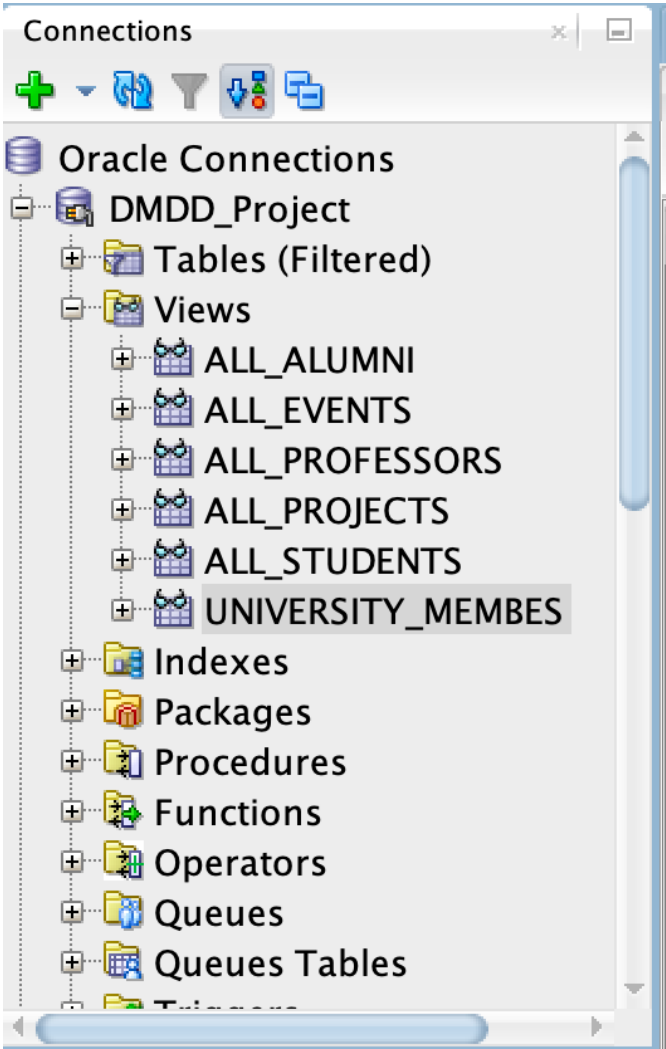 Connections
Oracle Connections
DMDD_Project
Tables (Filtered)
Views
ALL_ALUMNI
ALL_EVENTS
ALL_PROFESSORS
ALL_PROJECTS
ALL_STUDENTS
UNIVERSITY_MEMBES
Indexes
Packages
Procedures
Functions
Operators
Queues
Queues Tables
Triggers